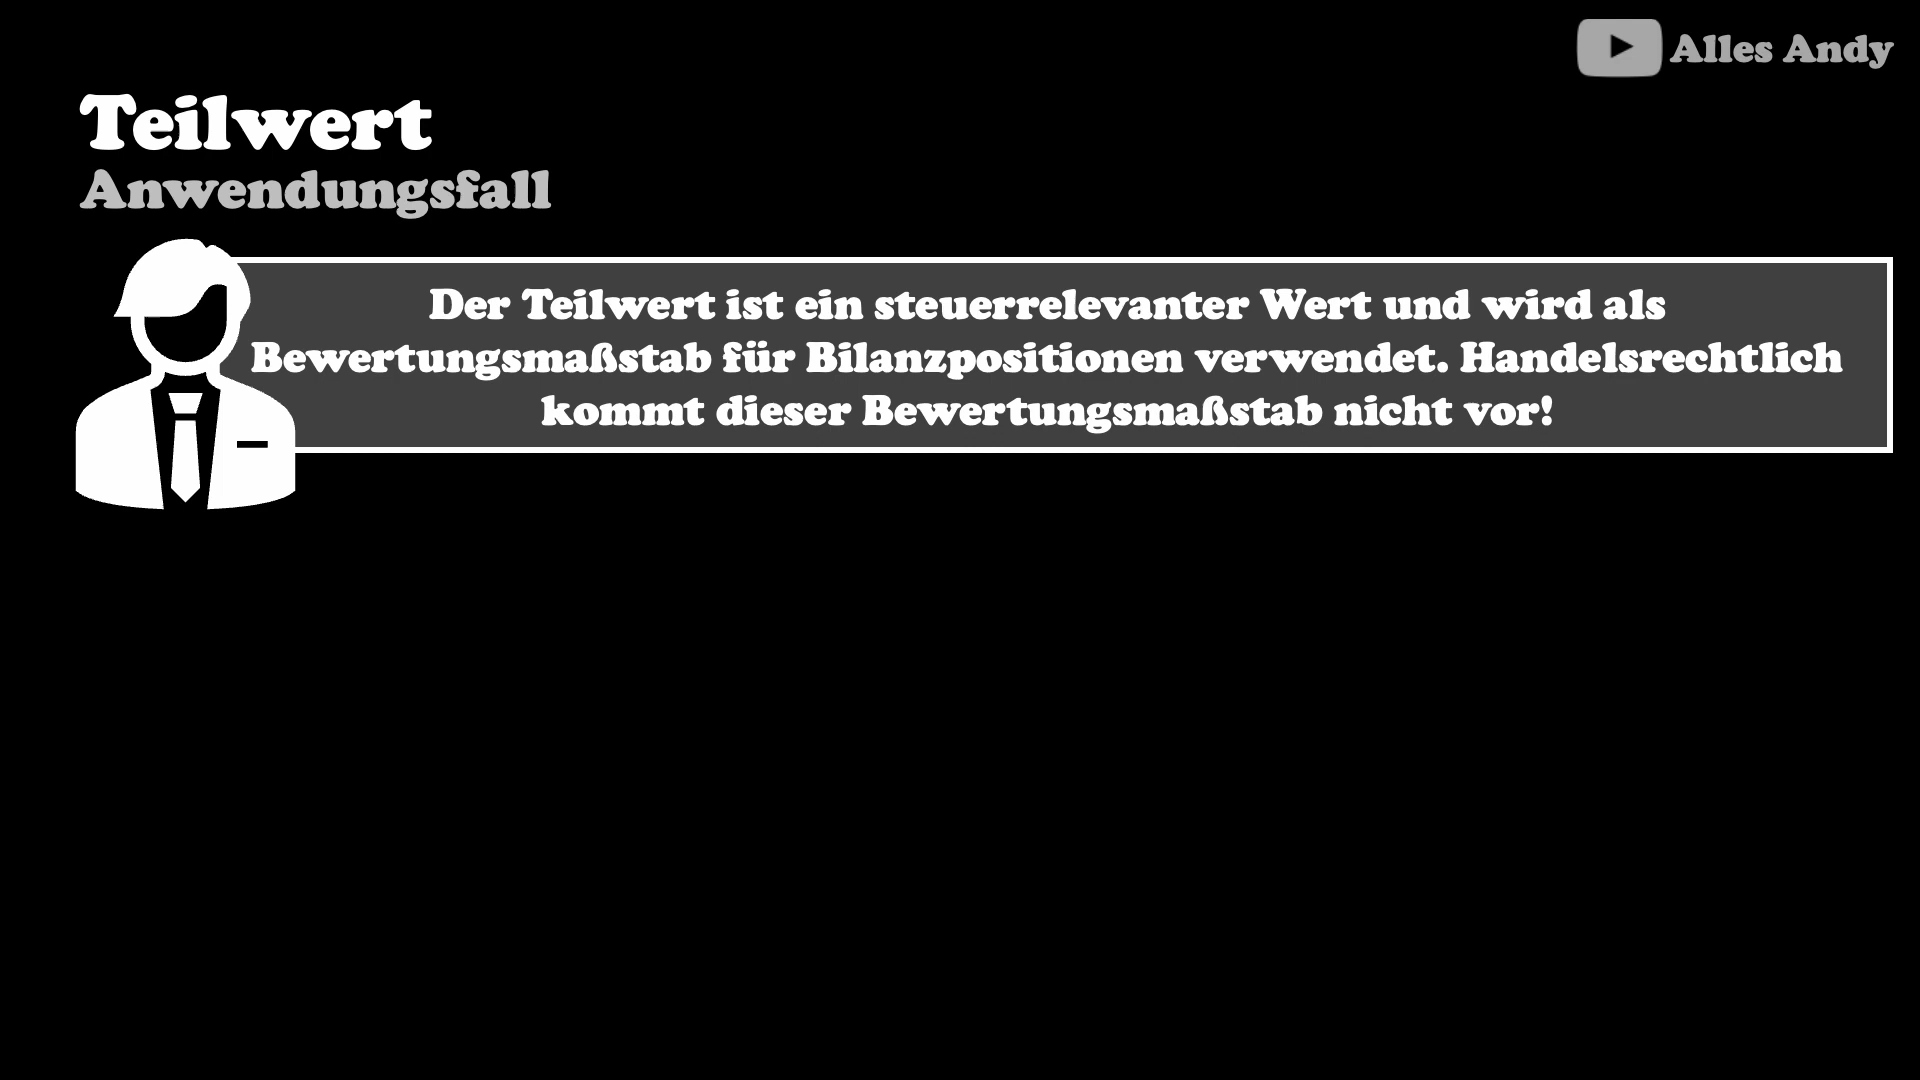 Alles Andy
Teilwert
Anwendungsfall
Der Teilwert ist ein steuerrelevanter Wert und wird als
Bewertungsmaßstab für Bilanzpositionen verwendet. Handelsrechtlich
kommt dieser Bewertungsmaßstab nicht vor!